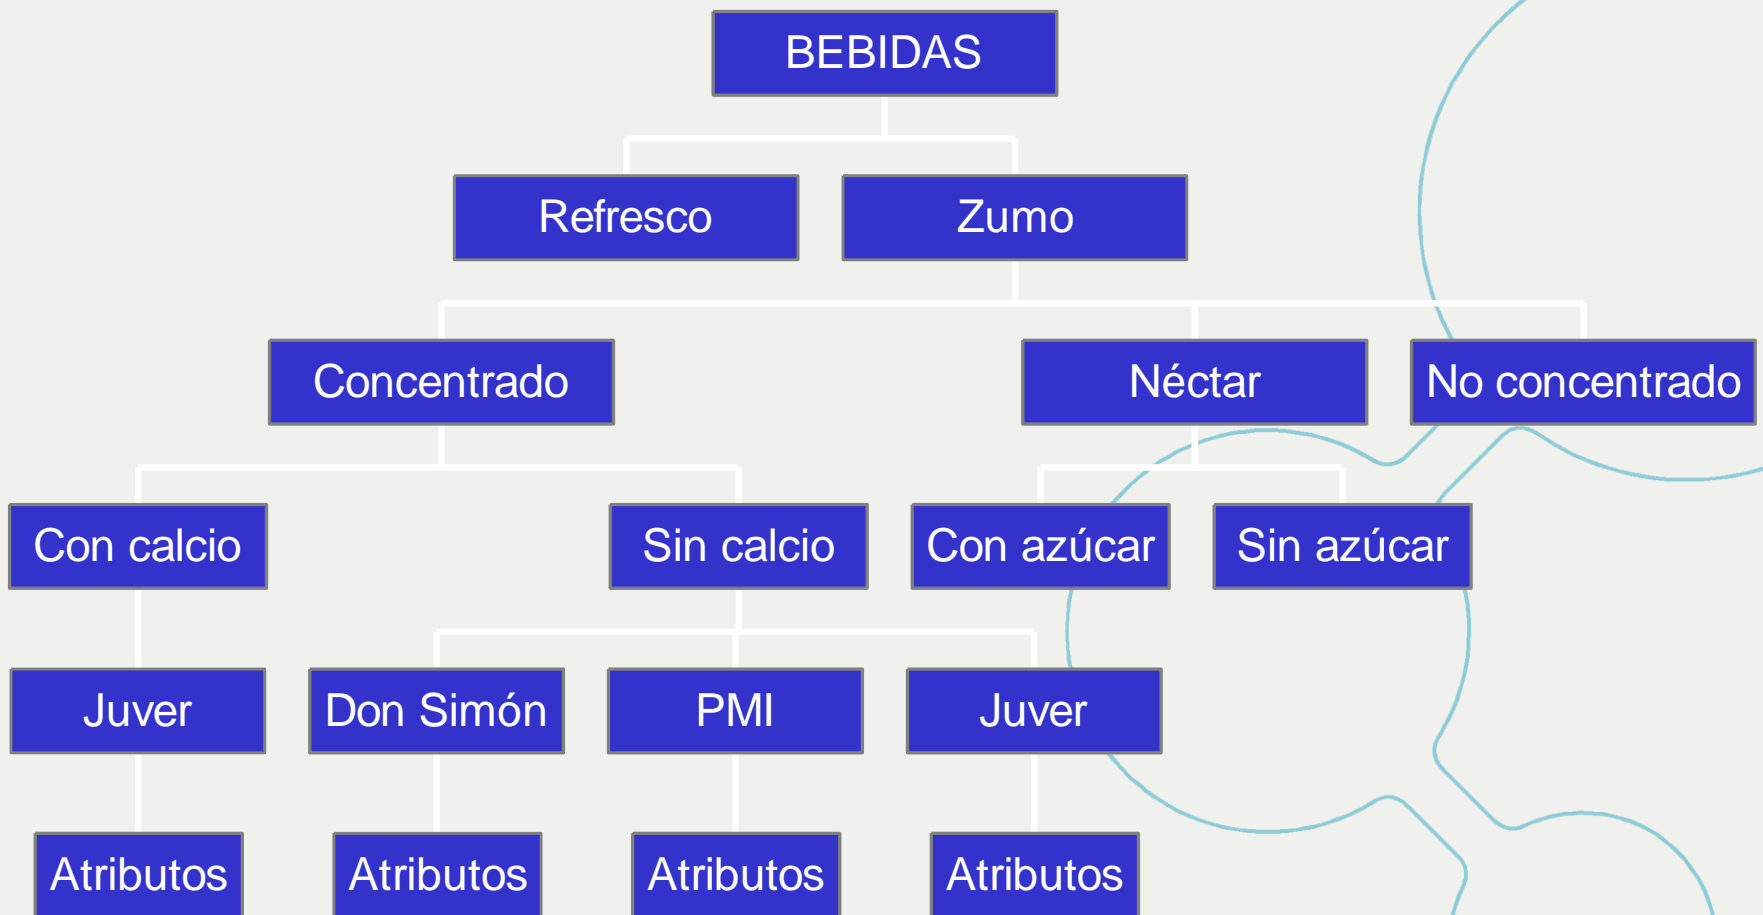 BEBIDAS
Refresco
Zumo
Concentrado
Néctar
No concentrado
Con calcio
Sin calcio
Con azúcar
Sin azúcar
Juver
Don Simón
PMI
Juver
Atributos
Atributos
Atributos
Atributos